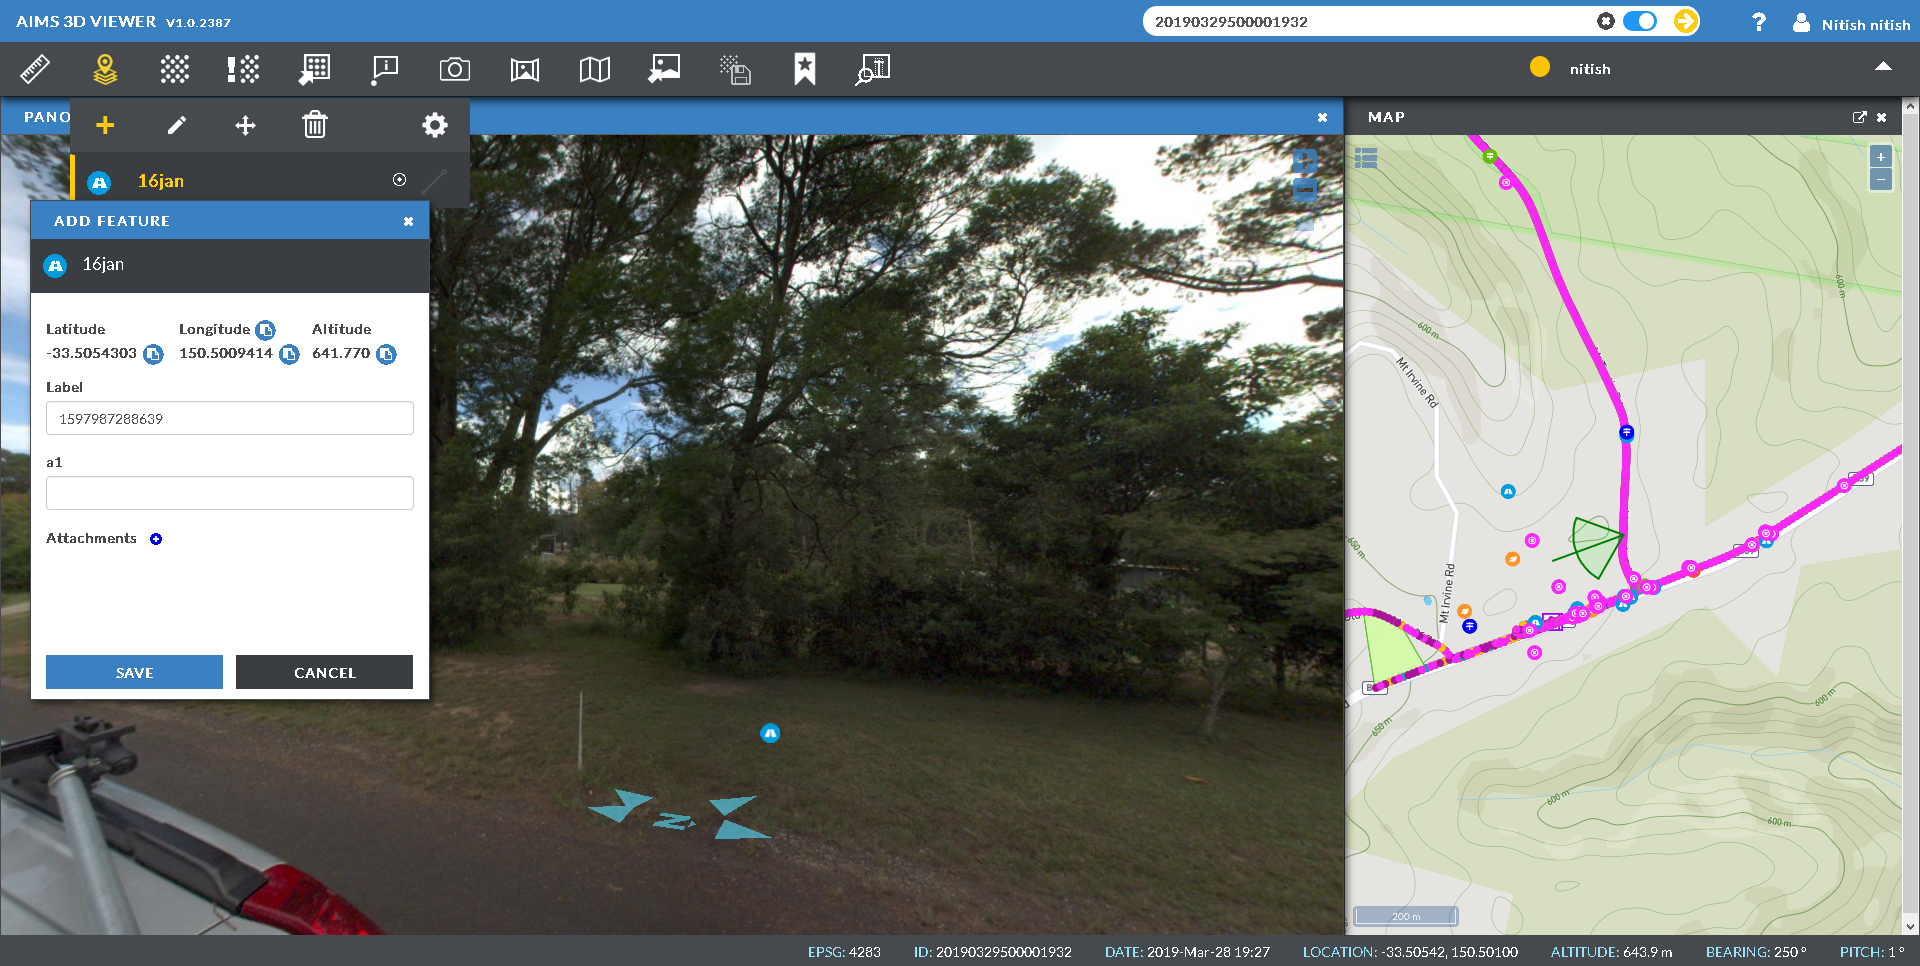 AIMS 3D VIEWER V1.0.2387
20190329500001932
? Nitish nitish
nitish
PANO
MAP
16jan
ADD FEATURE
16jan
Latitude Longitude Altitude
-33.5054303 150.5009414 641.770
Label
1597987288639
a1
Attachments
SAVE CANCEL
Mt Irvine Rd
Mt Irvine Rd
600 m
600 m
650 m
650 m
600 m
600 m
600 m
200 m
EPSG: 4283 ID: 20190329500001932 DATE: 2019-Mar-28 19:27 LOCATION: -33.50542, 150.50100 ALTITUDE: 643.9 m BEARING: 250 ° PITCH: 1 °